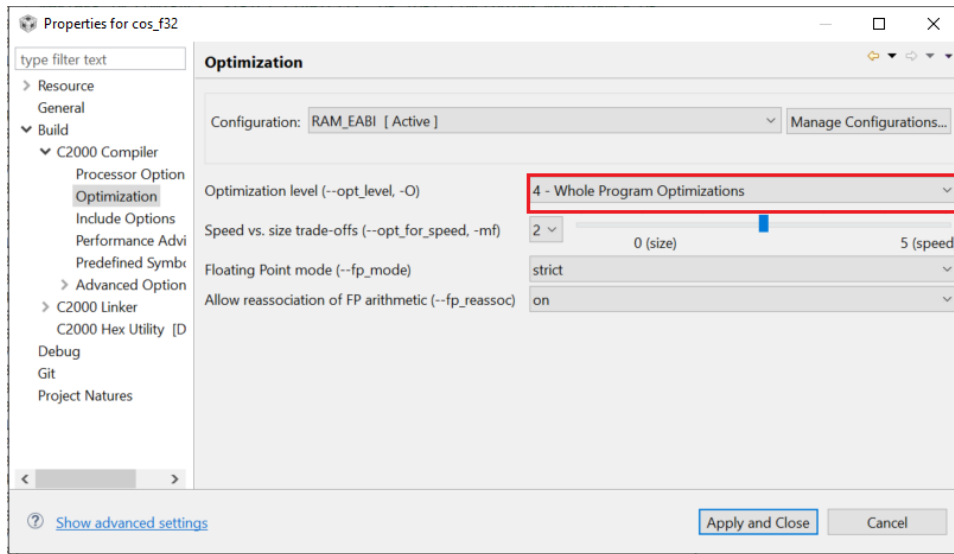 Properties for cos_f32
type filter text
Resource
General
Build
C2000 Compiler
Processor Option
Optimization
Include Options
Performance Advi
Predefined Symbo
Advanced Option
C2000 Linker
C2000 Hex Utility [D
Debug
Git
Project Natures
Optimization
Configuration: RAM_EABI [ Active ] Manage Configurations...
Optimization level (--opt_level, -O) 4 - Whole Program Optimizations
Speed vs. size trade-offs (--opt_for_speed, -mf) 2
0 (size) 5 (speed
Floating Point mode (--fp_mode) strict
Allow reassociation of FP arithmetic (--fp_reassoc) on
Show advanced settings
Apply and Close
Cancel